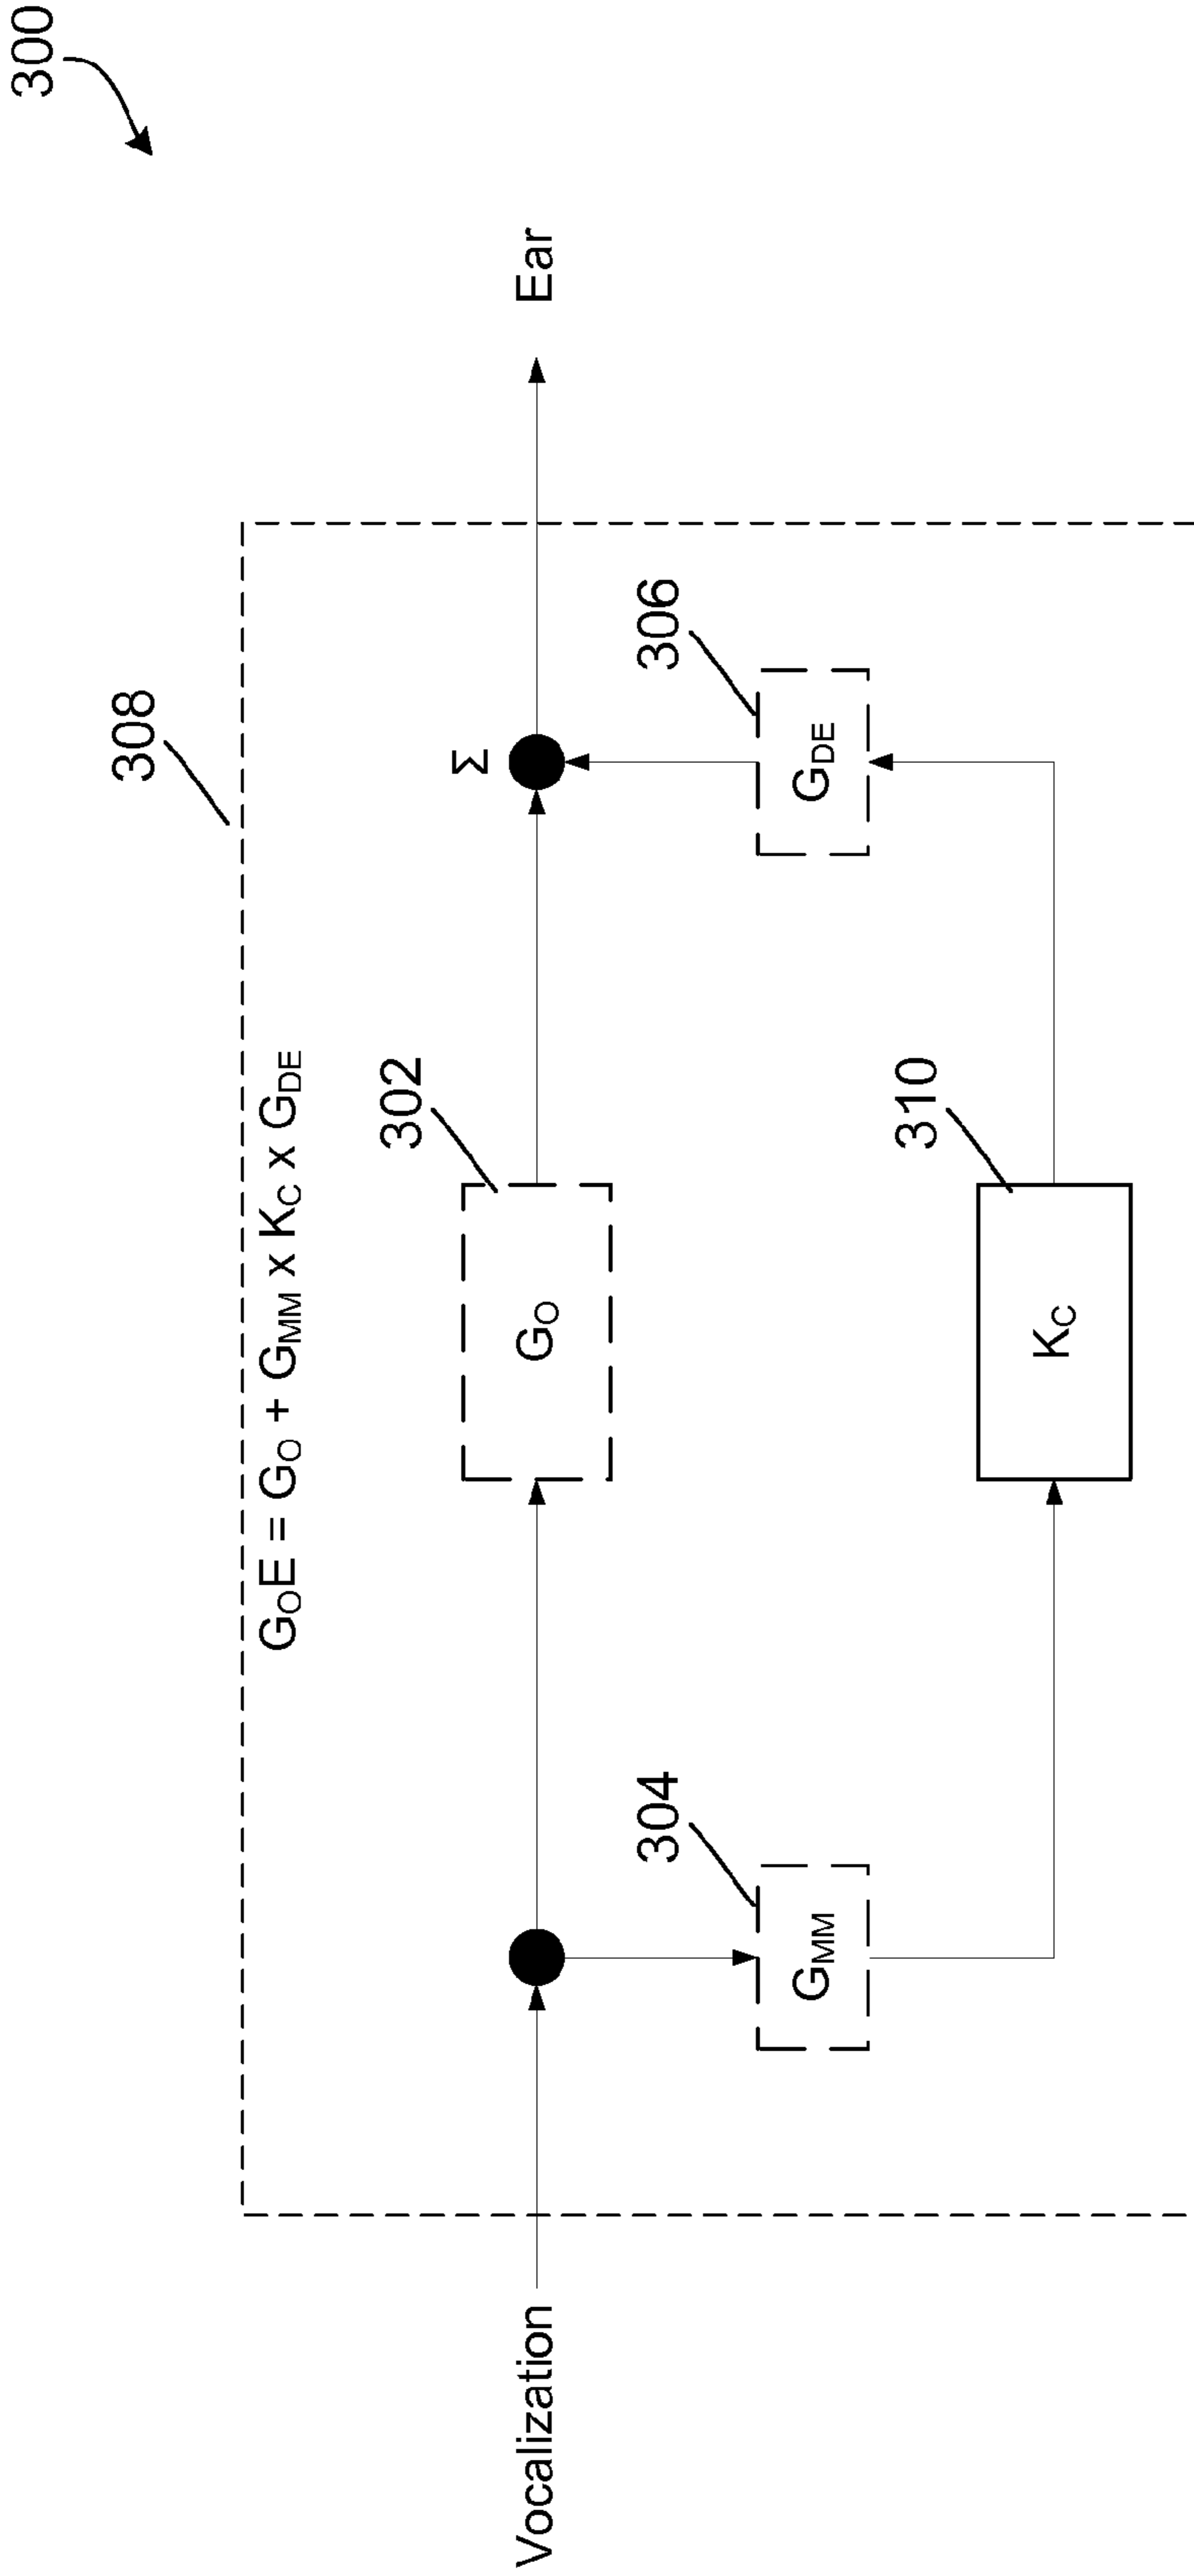 300
308
G_OE = G_O + G_MM x K_C x G_DE
302
G_O
Σ
Vocalization
Ear
304
G_MM
306
G_DE
310
K_C